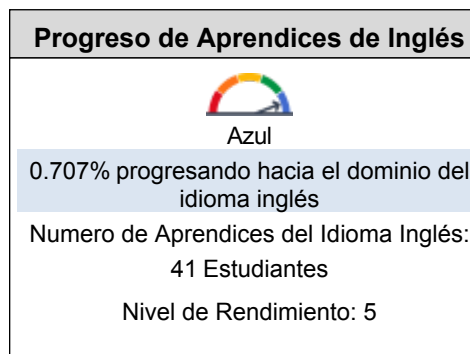 Progreso de Aprendices de Inglés
Azul
0.707% progresando hacia el dominio del
idioma inglés
Numero de Aprendices del Idioma Inglés:
41 Estudiantes
Nivel de Rendimiento: 5